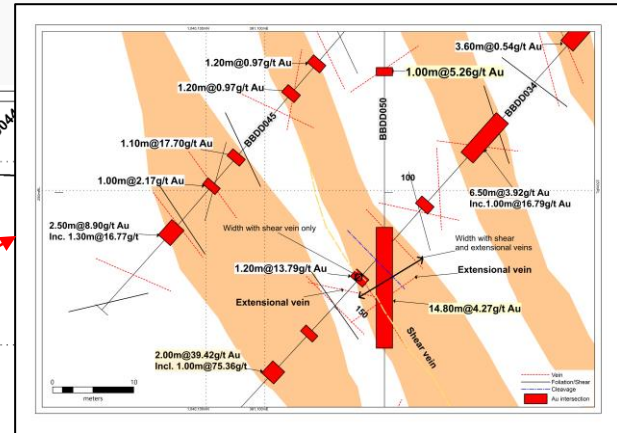 3.60m@0.54g/t Au
1.20m@0.97g/t Au
1.00m@5.26g/t Au
1.20m@0.97g/t Au
BBDD045
BBDD050
BBDD034
1.10m@17.70g/t Au
1.00m@2.17g/t Au
100
6.50m@3.92g/t Au
Inc.1.00m@16.79g/t Au
2.50m@8.90g/t Au
Inc. 1.30m@16.77g/t
Width with shear vein only
Width with shear
and extensional veins
1.20m@13.79g/t Au
Extensional vein
Extensional vein
150
14.80m@4.27g/t Au
Shear vein
2.00m@39.42g/t Au
Incl. 1.00m@75.36g/t
0
10
meters
Vein
Foliation/Shear
Cleavage
Au intersection